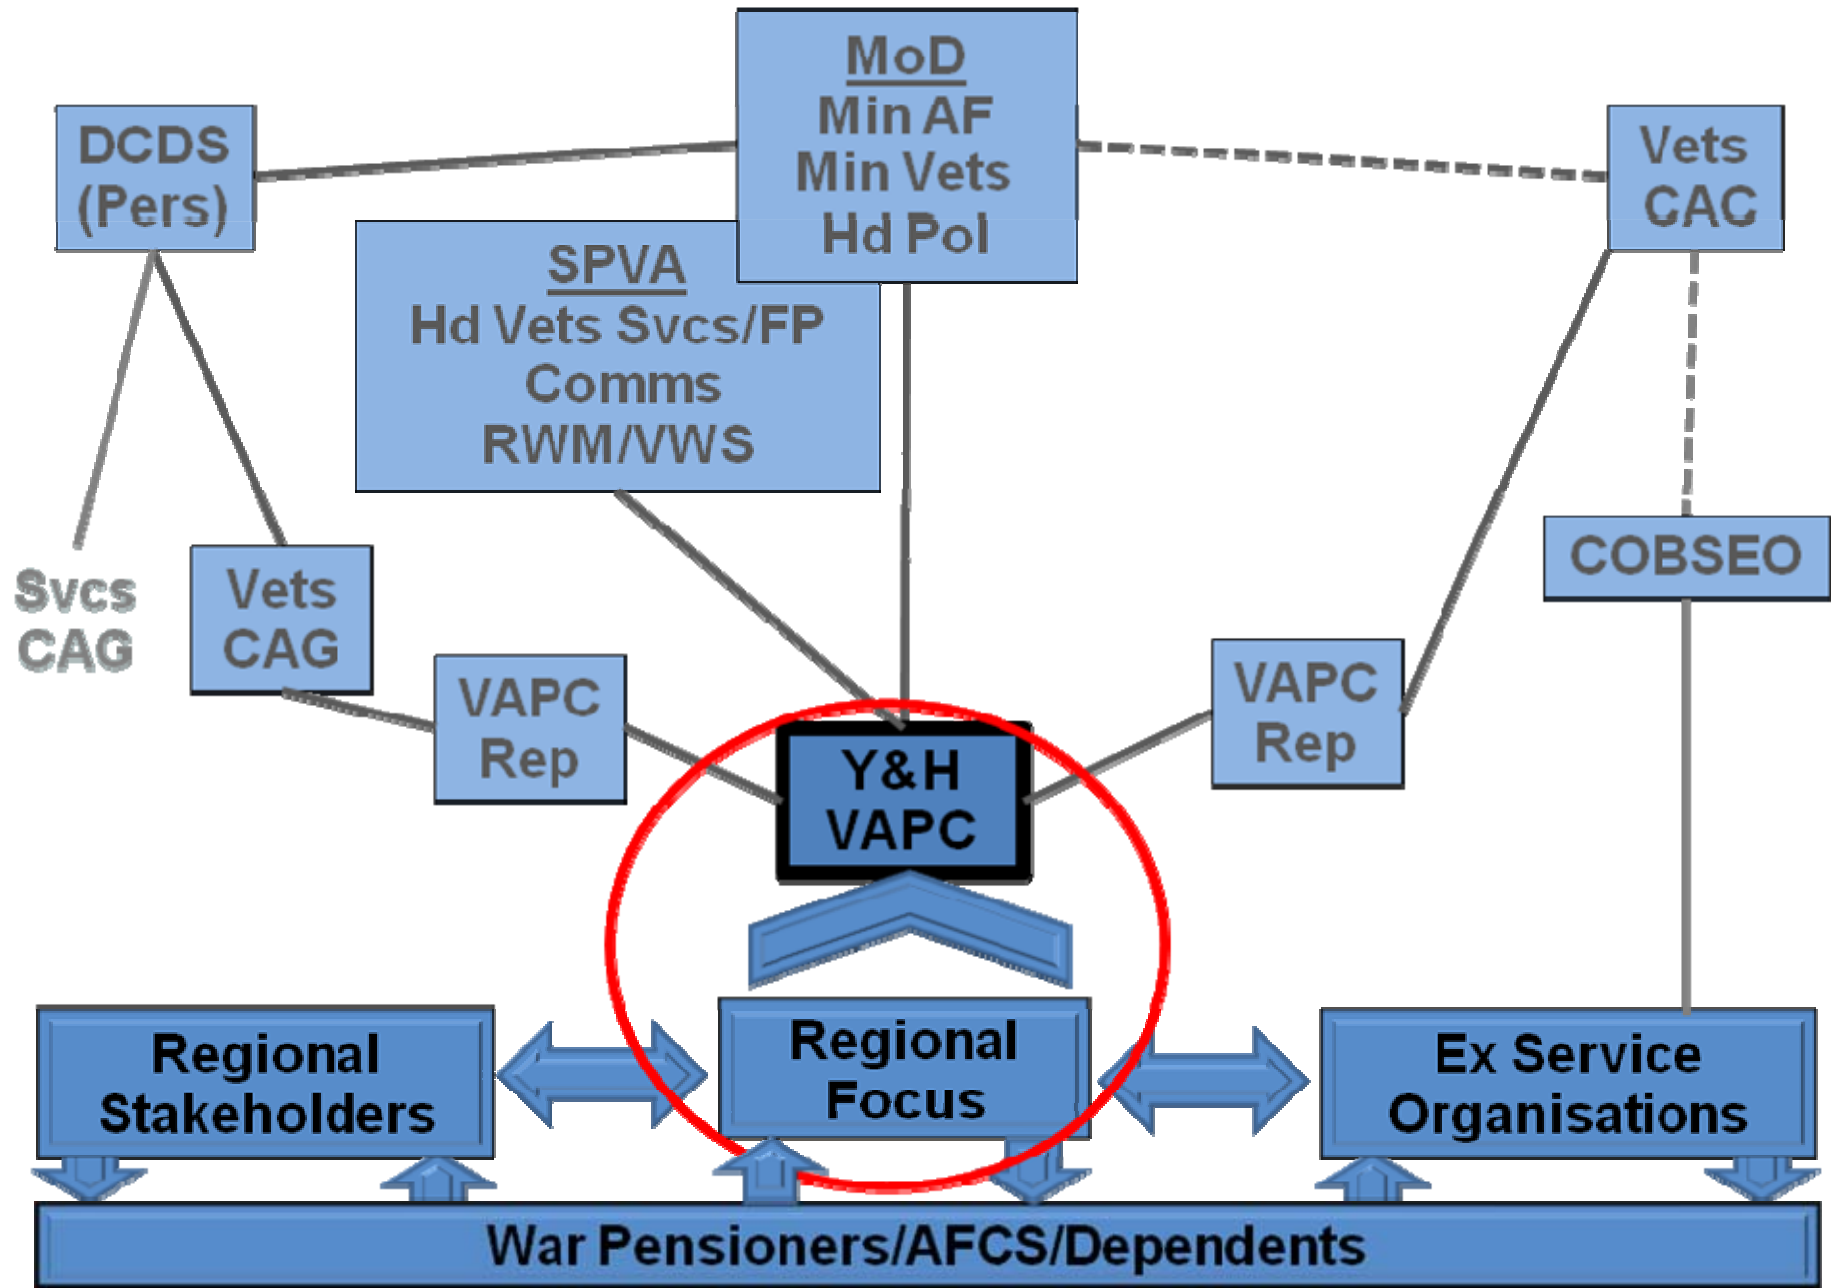 MoD
Min AF
Min Vets
Hd Pol
DCDS
(Pers)
Vets
CAC
SPVA
Hd Vets Svcs/FP
Comms
RWM/VWS
Svcs
CAG
Vets
CAG
COBSEO
VAPC
Rep
VAPC
Rep
Y&H
VAPC
Regional
Stakeholders
Regional
Focus
Ex Service
Organisations
War Pensioners/AFCS/Dependents